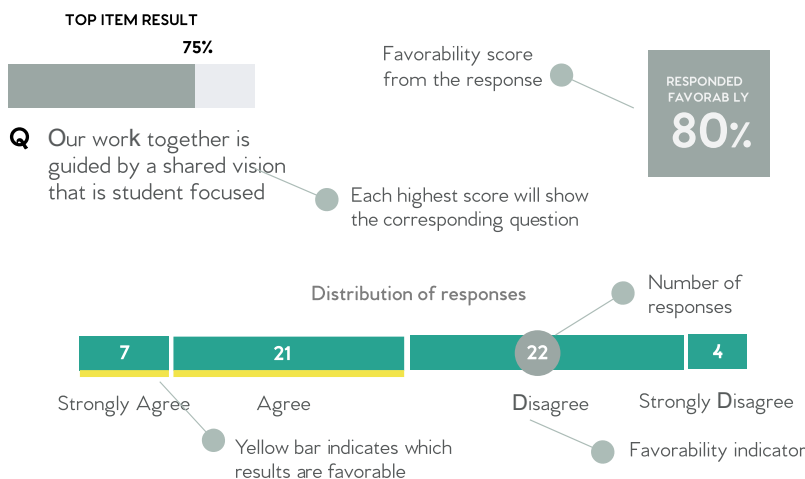 TOP ITEM RESULT
75%
Favorability score
from the response
RESPONDED
FAVORAB LY
80%
Q Our work together is
guided by a shared vision
that is student focused
Each highest score will show
the corresponding question
Distribution of responses
Number of
responses
7 21 22 4
Strongly Agree Agree Disagree Strongly Disagree
Yellow bar indicates which
results are favorable
Favorability indicator